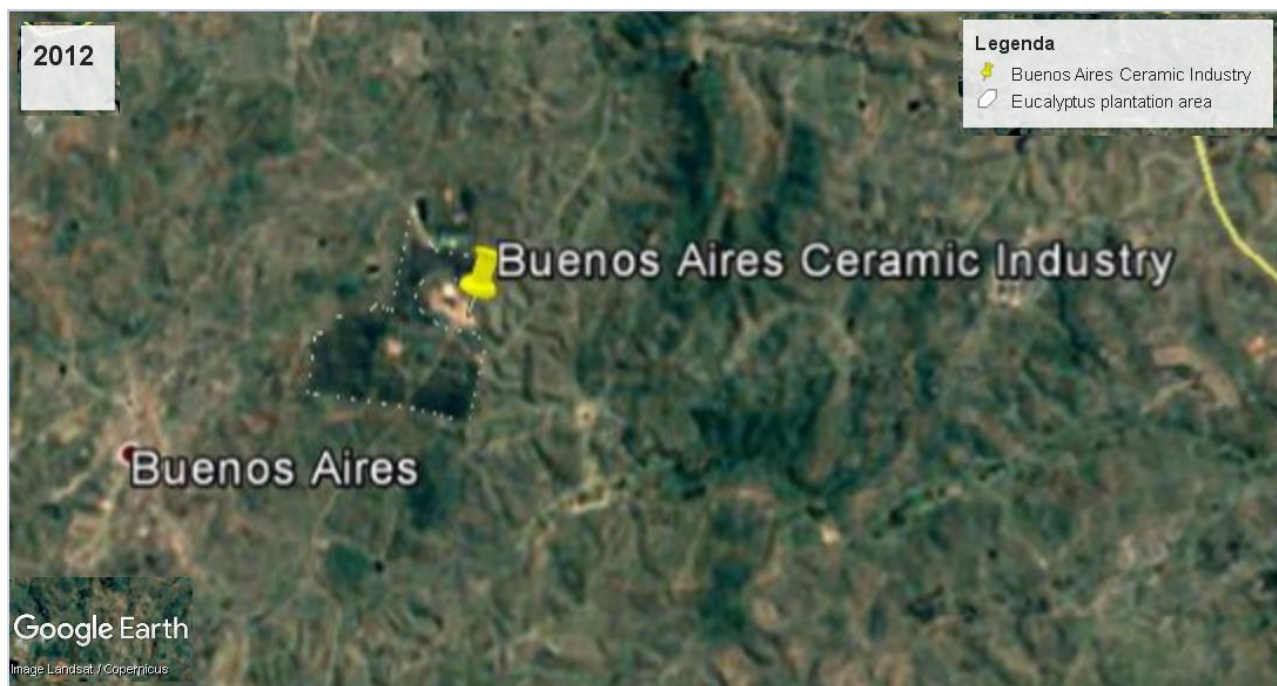 2012
Legenda
Buenos Aires Ceramic Industry
Eucalyptus plantation area
Buenos Aires Ceramic Industry
Buenos Aires
Google Earth
Image Landsat / Copernicus